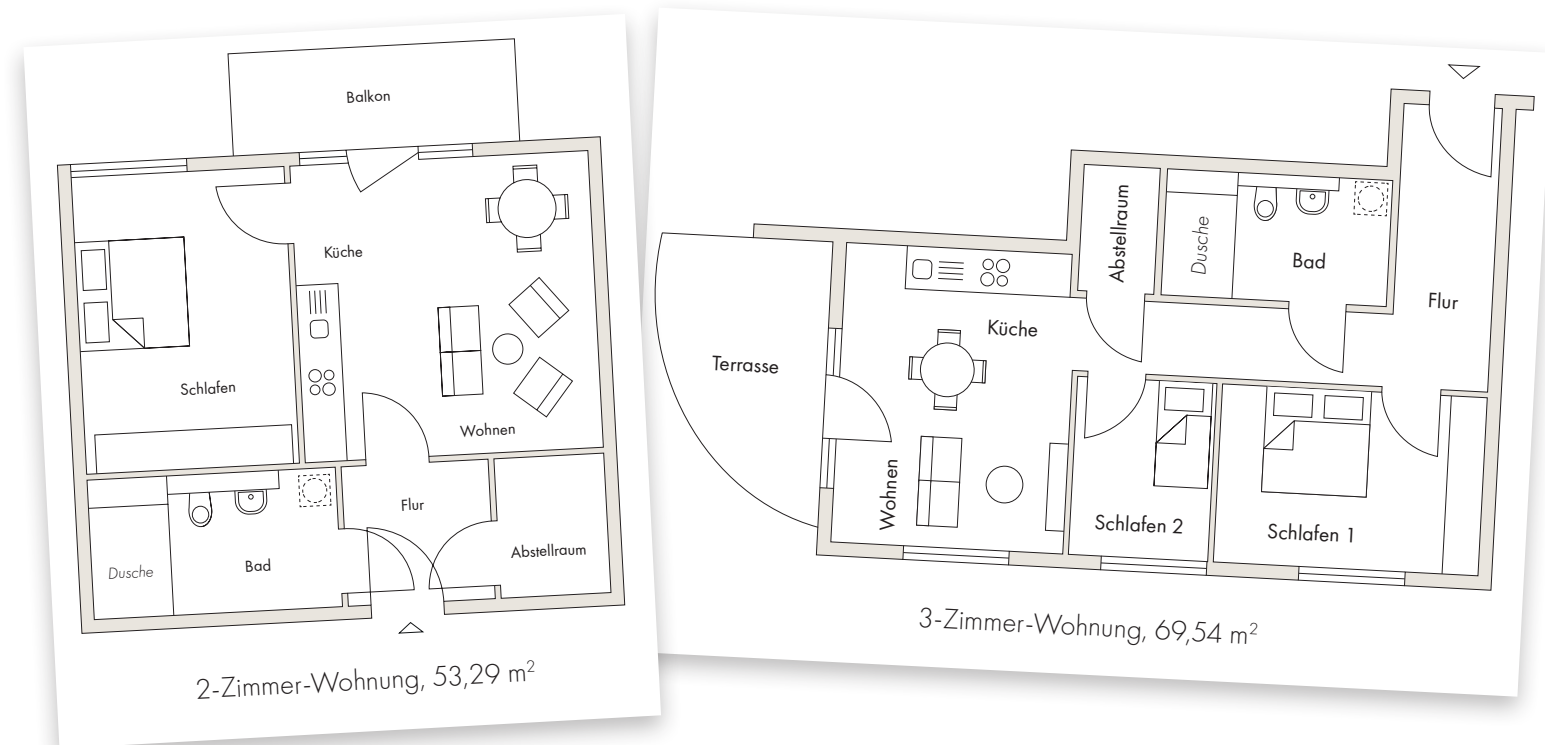 Balkon
Küche
Schlafen
Wohnen
Flur
Abstellraum
Bad
Dusche
2-Zimmer-Wohnung, 53,29 m²
Abstellraum
Dusche
Bad
Flur
Küche
Terrasse
Wohnen
Schlafen 2
Schlafen 1
3-Zimmer-Wohnung, 69,54 m²